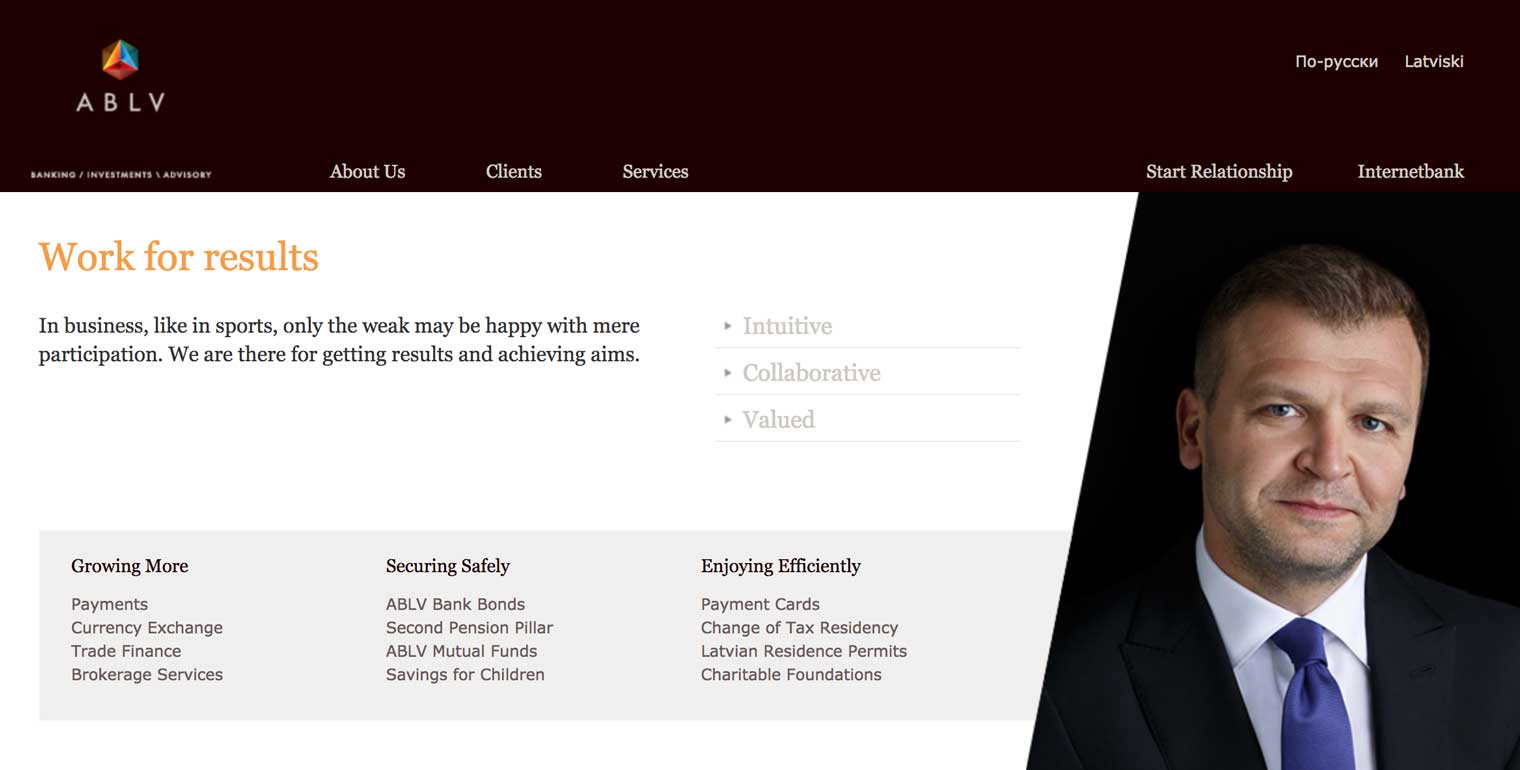 ABLV
По-русски Latviski
BANKING / INVESTMENTS \ ADVISORY
About Us Clients Services Start Relationship Internetbank
Work for results
In business, like in sports, only the weak may be happy with mere
participation. We are there for getting results and achieving aims.
Intuitive
Collaborative
Valued
Growing More
Payments
Currency Exchange
Trade Finance
Brokerage Services
Securing Safely
ABLV Bank Bonds
Second Pension Pillar
ABLV Mutual Funds
Savings for Children
Enjoying Efficiently
Payment Cards
Change of Tax Residency
Latvian Residence Permits
Charitable Foundations